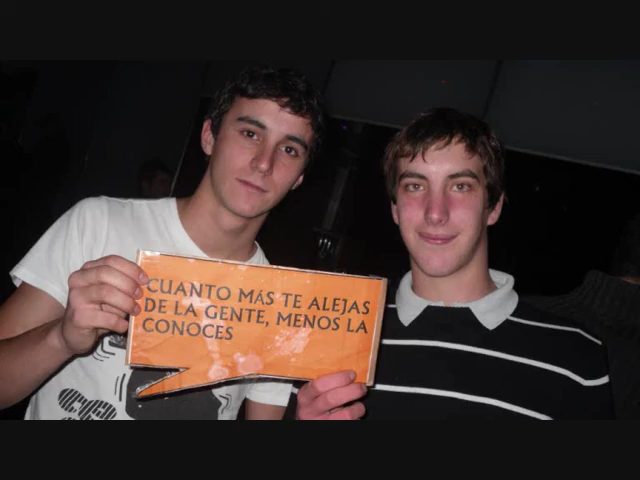 CUANTO MÁS TE ALEJAS
DE LA GENTE, MENOS LA
CONOCES